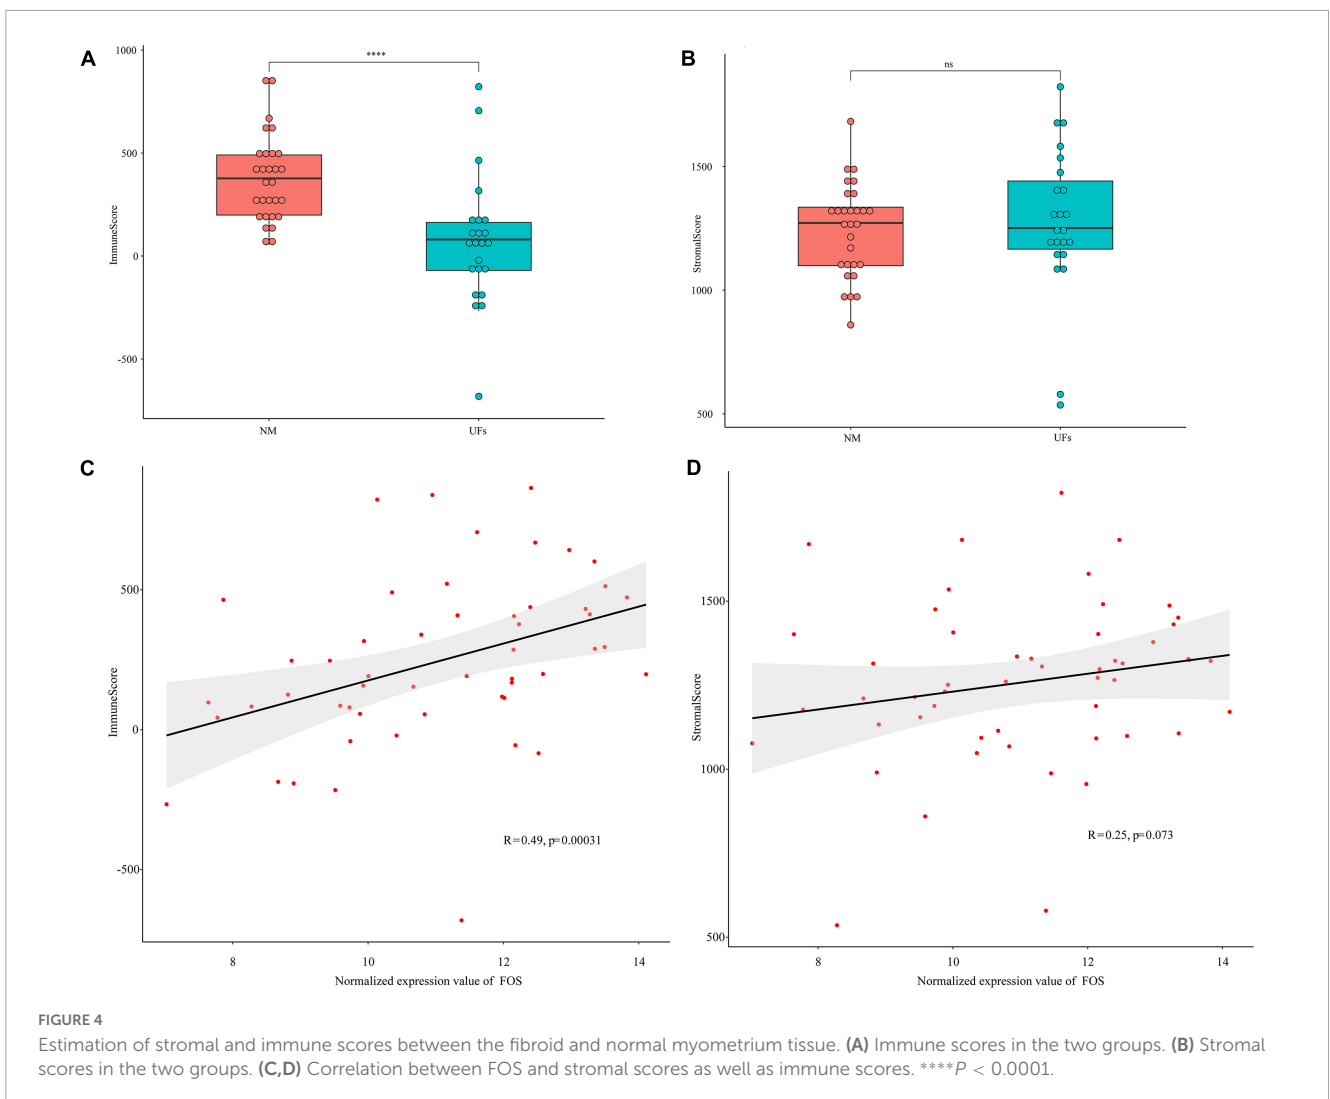 A
1000
500
0
-500
ImmuneScore
****
NM
UFs
B
1500
1000
500
StromalScore
ns
NM
UFs
C
500
0
-500
ImmuneScore
R=0.49, p=0.00031
8
10
12
14
Normalized expression value of FOS
D
1500
1000
500
StromalScore
R=0.25, p=0.073
8
10
12
14
Normalized expression value of FOS
FIGURE 4
Estimation of stromal and immune scores between the fibroid and normal myometrium tissue. (A) Immune scores in the two groups. (B) Stromal
scores in the two groups. (C,D) Correlation between FOS and stromal scores as well as immune scores. ****P < 0.0001.